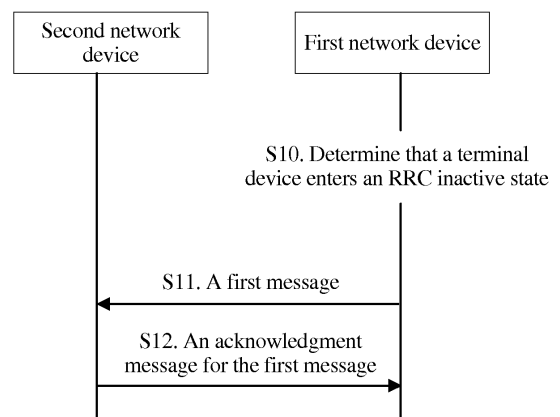 Second network
device
First network device
S10. Determine that a terminal
device enters an RRC inactive state
S11. A first message
S12. An acknowledgment
message for the first message